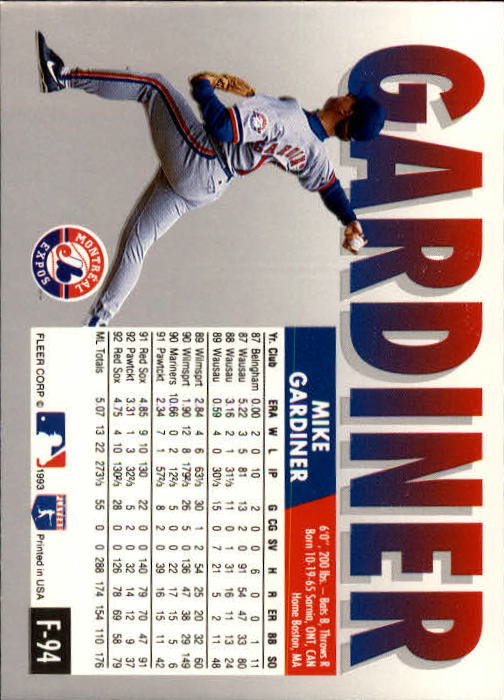 GARDINER
MIKE
GARDINER
6'0", 200 lbs. – Bats B, Throws R
Born 10-19-65 Sarnia, ONT, CAN
Home Boston, MA
Yr. Club ERA W L IP G CG SV H R ER BB SO
87 Belngham 0.00 0 10 2 0 6 0 0 1 11
87 Wausau 5.22 3 5 81 13 2 0 91 54 47 33 80
88 Wausau 3.16 2 1 31⅓ 11 0 1 31 16 11 13 24
89 Wausau 0.59 4 0 30⅓ 15 0 7 21 5 2 11 48
89 Wilmsprt 2.84 4 6 63⅓ 30 1 2 54 25 20 32 60
90 Wilmsprt 1.90 12 8 179⅔ 26 5 0 136 47 38 29 149
90 Mariners 10.66 0 2 12⅔ 5 0 0 22 17 15 5 6
91 Pawtckt 2.34 7 1 57⅔ 8 2 0 39 16 15 11 42
91 Red Sox 4.85 9 10 130 22 0 0 140 79 70 47 91
92 Pawtckt 3.31 1 3 32⅔ 5 2 0 32 14 12 9 37
92 Red Sox 4.75 4 10 130⅔ 28 0 0 126 78 69 58 79
ML Totals 5.07 13 22 273⅓ 55 0 0 288 174 154 110 176
MONTREAL
EXPOS
FLEER CORP ©
1993
PLAYERS
Printed in USA
F-94